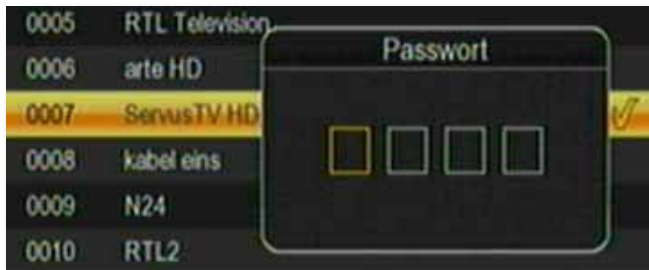 0005 RTL Television
Passwort
0006 arte HD
0007 ServusTV HD
0008 kabel eins
0009 N24
0010 RTL2